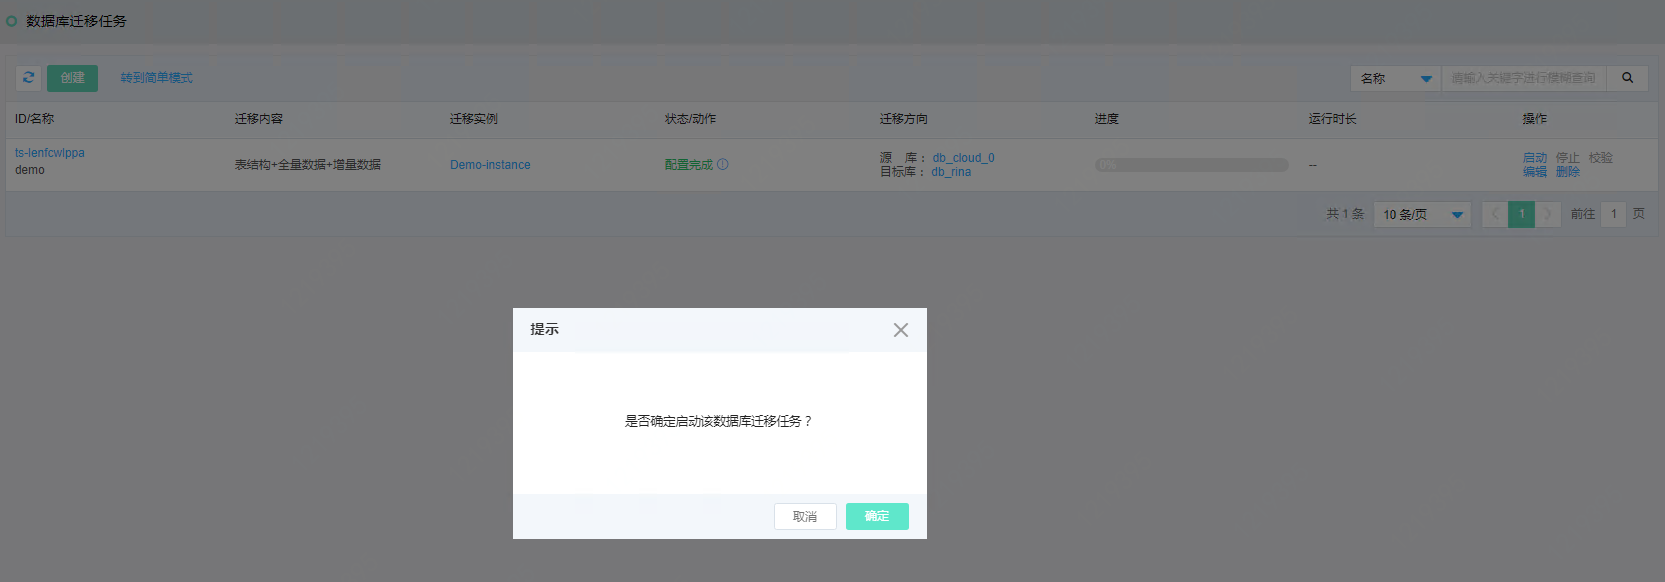 数据库迁移任务
创建 转到简单模式 名称 请输入关键字进行模糊查询
ID/名称 迁移内容 迁移实例 状态/动作 迁移方向 进度 运行时长 操作
ts-lenfcwlppa
demo
表结构+全量数据+增量数据 Demo-instance 配置完成 0% --
源 库： db_cloud_0
目标库： db_rina
启动 停止 校验
编辑 删除
共 1 条 10 条/页 1 前往 1 页
提示
是否确定启动该数据库迁移任务？
取消 确定